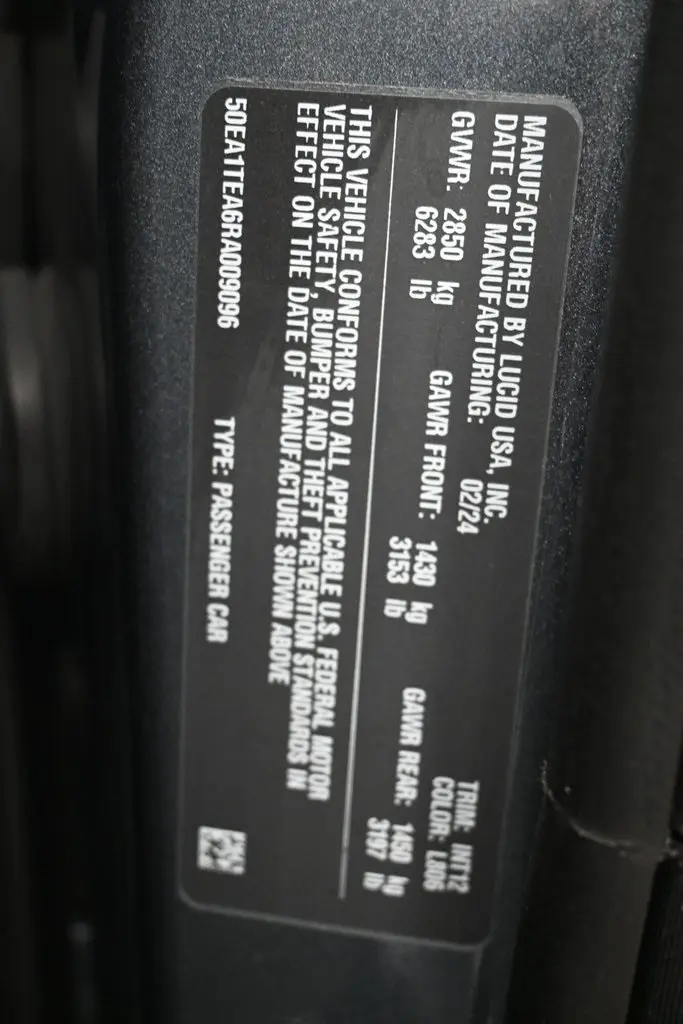 MANUFACTURED BY LUCID USA, INC.
DATE OF MANUFACTURING: 02/24
TRIM: INT12
COLOR: L806
GVWR: 2850 kg GAWR FRONT: 1430 kg GAWR REAR: 1450 kg
6283 lb 3153 lb 3197 lb
THIS VEHICLE CONFORMS TO ALL APPLICABLE U.S. FEDERAL MOTOR
VEHICLE SAFETY, BUMPER AND THEFT PREVENTION STANDARDS IN
EFFECT ON THE DATE OF MANUFACTURE SHOWN ABOVE
50EA1TEA6RA009096 TYPE: PASSENGER CAR